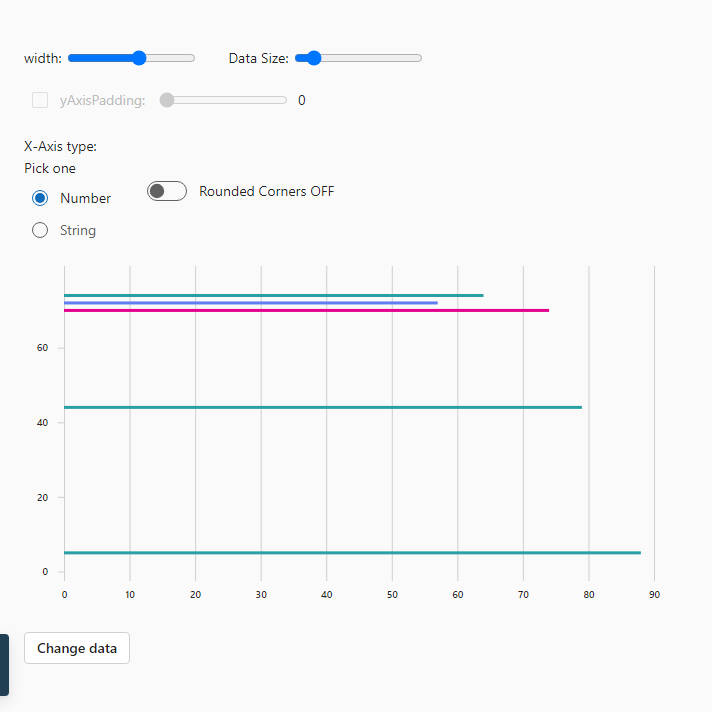 width: Data Size:
yAxisPadding: 0
X-Axis type:
Pick one
Number Rounded Corners OFF
String
60
40
20
0
0 10 20 30 40 50 60 70 80 90
Change data